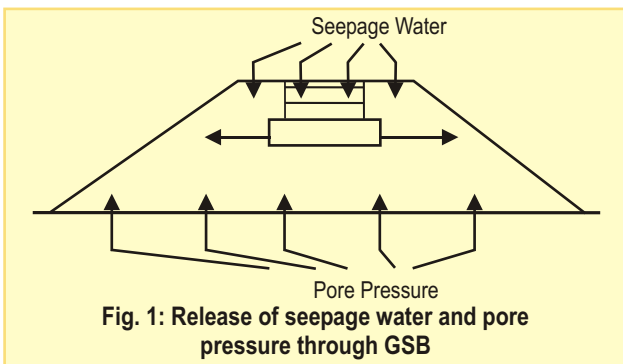 Seepage Water
Pore Pressure
Fig. 1: Release of seepage water and pore
pressure through GSB